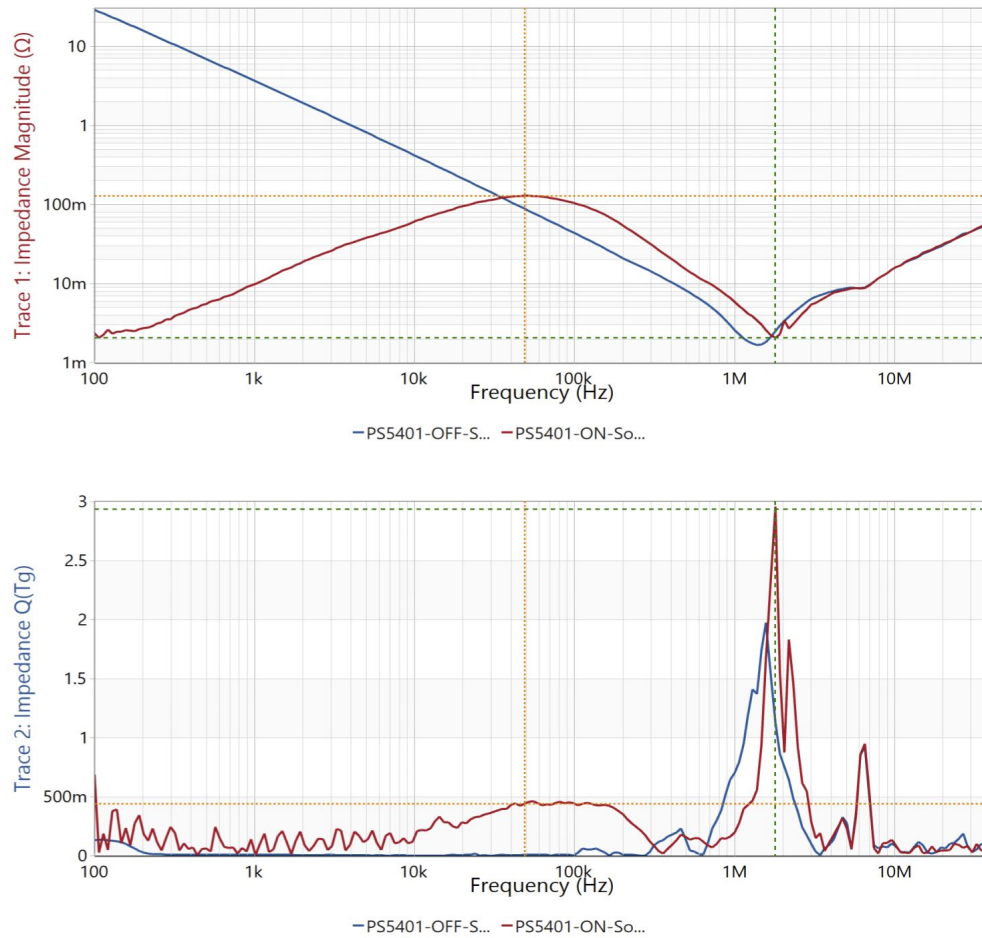 Trace 1: Impedance Magnitude (Ω)
10
1
100m
10m
1m
100 1k 10k 100k 1M 10M
Frequency (Hz)
PS5401-OFF-S... PS5401-ON-So...
Trace 2: Impedance Q(Tg)
3
2.5
2
1.5
1
500m
0
100 1k 10k 100k 1M 10M
Frequency (Hz)
PS5401-OFF-S... PS5401-ON-So...